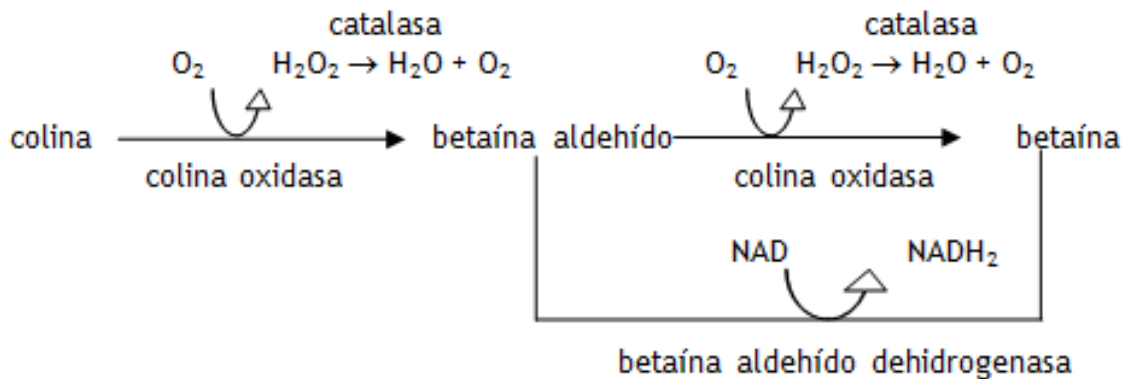 catalasa
catalasa
O₂ H₂O₂ → H₂O + O₂
O₂ H₂O₂ → H₂O + O₂
colina
betaína aldehído
betaína
colina oxidasa
colina oxidasa
NAD NADH₂
betaína aldehído dehidrogenasa